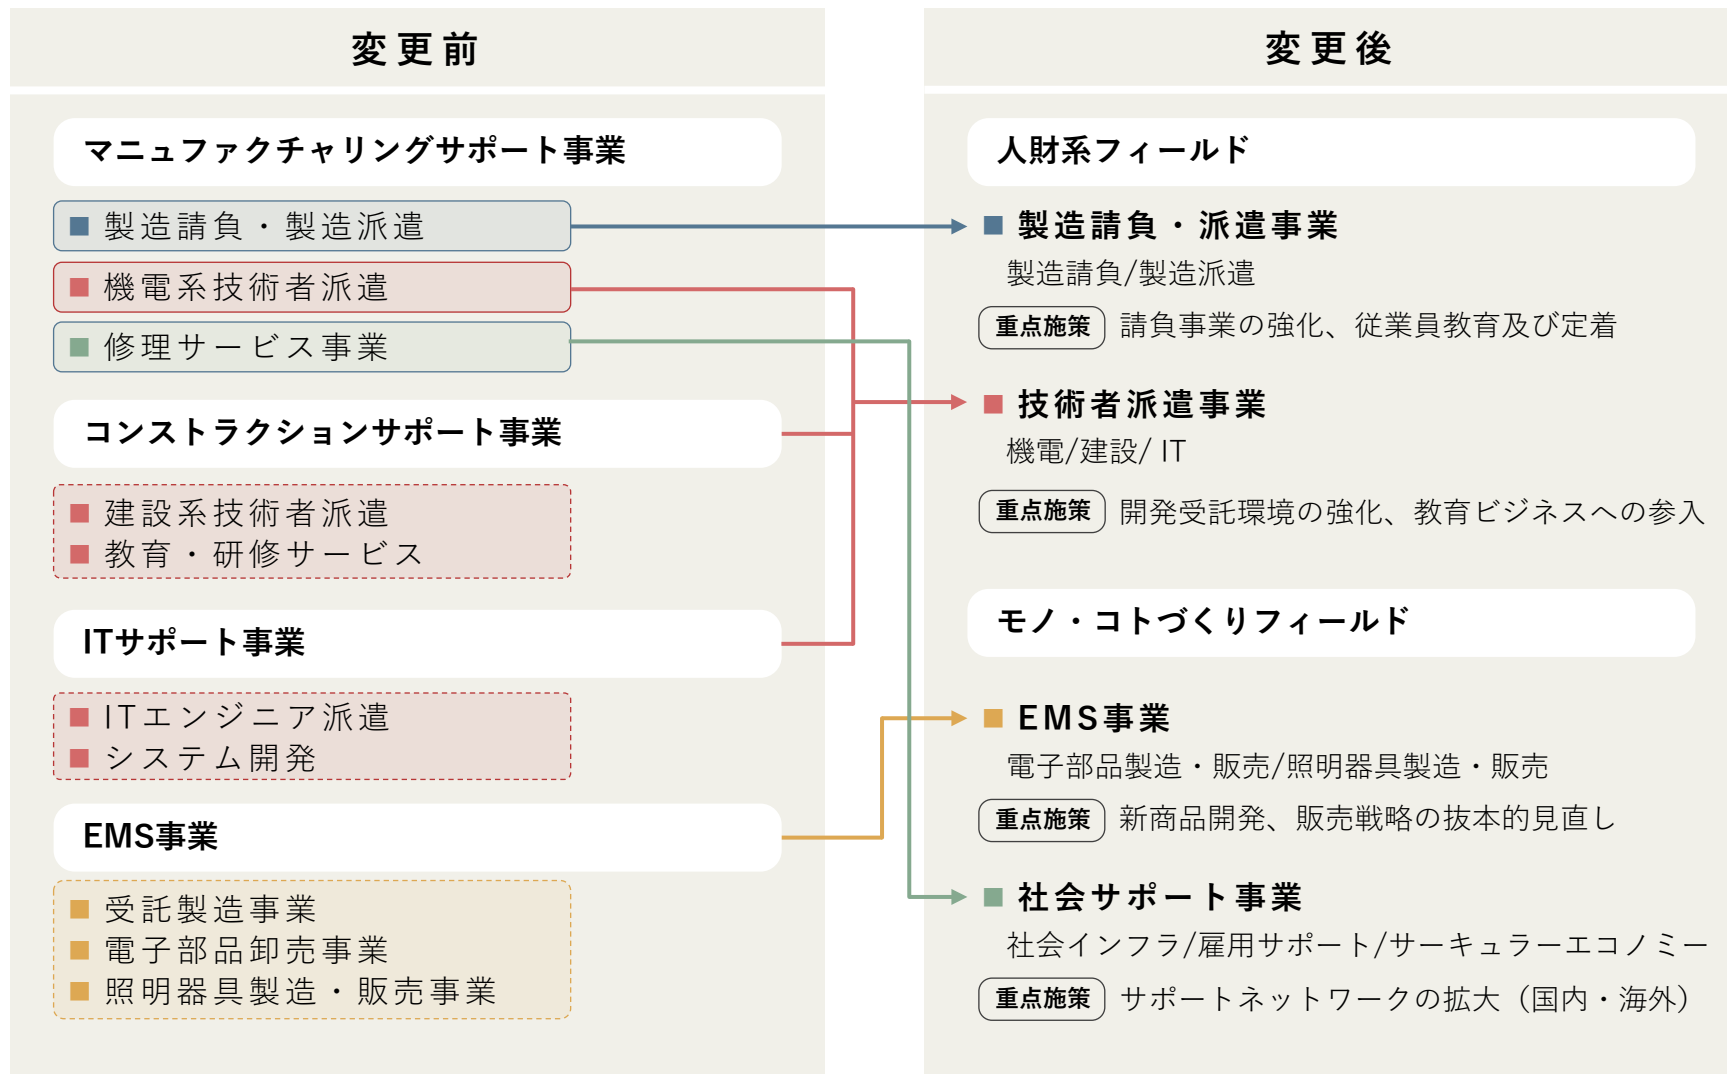 変更前
マニュファクチャリングサポート事業
製造請負・製造派遣
機電系技術者派遣
修理サービス事業
コンストラクションサポート事業
建設系技術者派遣
教育・研修サービス
ITサポート事業
ITエンジニア派遣
システム開発
EMS事業
受託製造事業
電子部品卸売事業
照明器具製造・販売事業
変更後
人財系フィールド
製造請負・派遣事業
製造請負/製造派遣
重点施策 請負事業の強化、従業員教育及び定着
技術者派遣事業
機電/建設/ IT
重点施策 開発受託環境の強化、教育ビジネスへの参入
モノ・コトづくりフィールド
EMS事業
電子部品製造・販売/照明器具製造・販売
重点施策 新商品開発、販売戦略の抜本的見直し
社会サポート事業
社会インフラ/雇用サポート/サーキュラーエコノミー
重点施策 サポートネットワークの拡大（国内・海外）